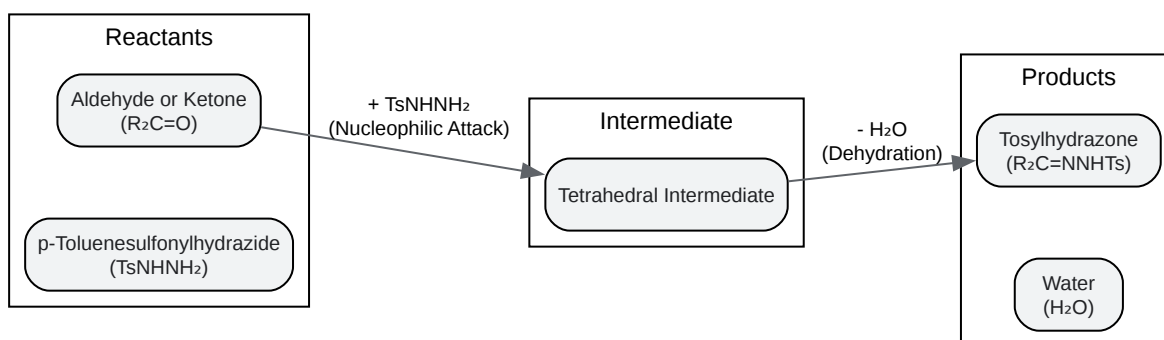 Reactants
Aldehyde or Ketone
(R₂C=O)
p-Toluenesulfonylhydrazide
(TsNHNH₂)
+ TsNHNH₂
(Nucleophilic Attack)
Intermediate
Tetrahedral Intermediate
- H₂O
(Dehydration)
Products
Tosylhydrazone
(R₂C=NNHTs)
Water
(H₂O)